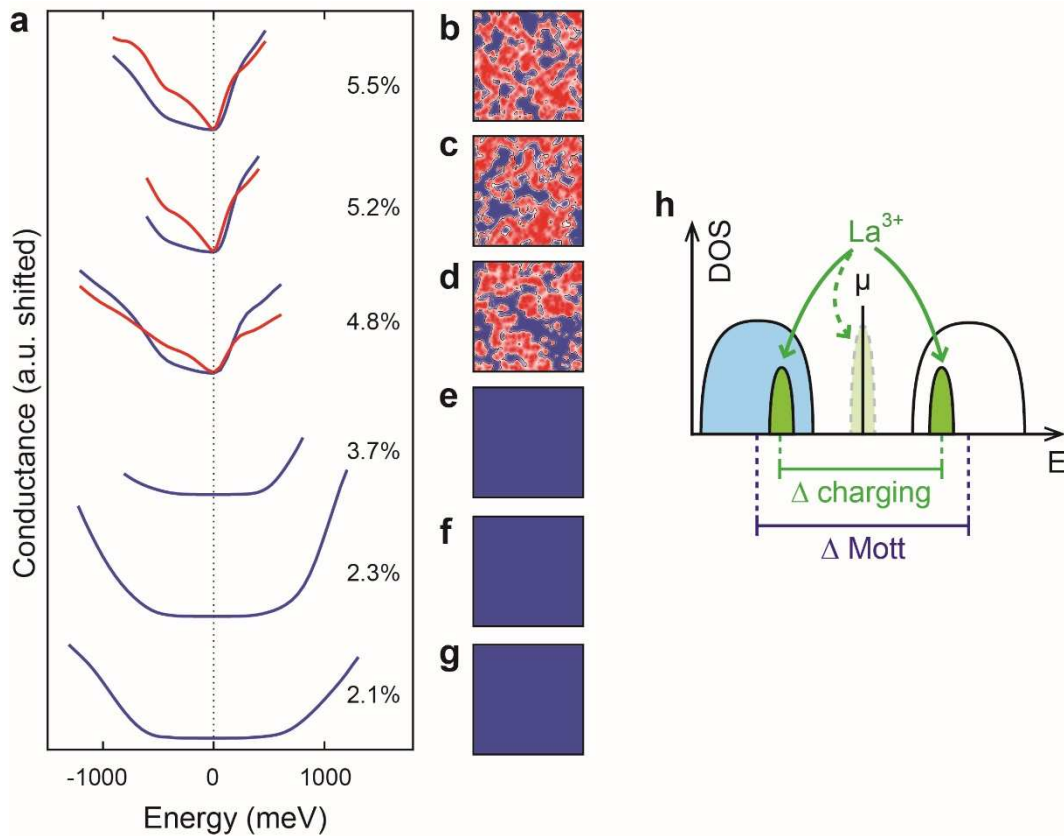 a
Conductance (a.u. shifted)
5.5%
5.2%
4.8%
3.7%
2.3%
2.1%
-1000
0
1000
Energy (meV)
b
c
d
e
f
g
h
DOS
La³⁺
μ
E
Δ charging
Δ Mott